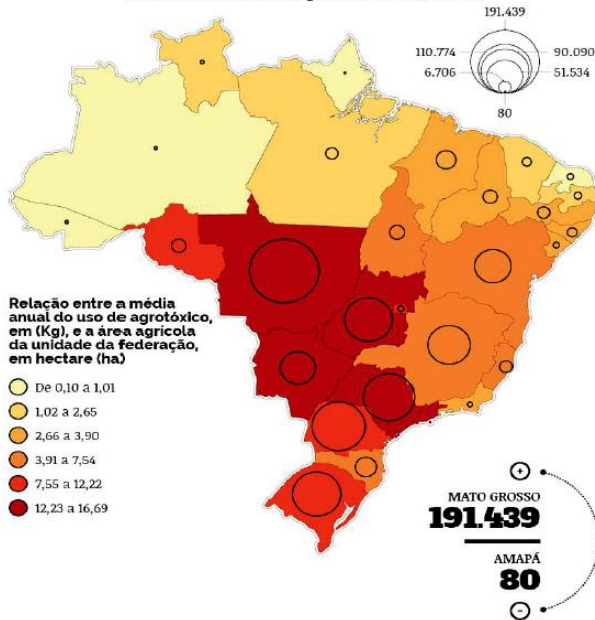 191.439
110.774
90.090
6.706
51.534
80
Relação entre a média
anual do uso de agrotóxico,
em (Kg), e a área agrícola
da unidade da federação,
em hectare (ha)
De 0,10 a 1,01
1,02 a 2,65
2,66 a 3,90
3,91 a 7,54
7,55 a 12,22
12,23 a 16,69
+
MATO GROSSO
191.439
AMAPÁ
80
−